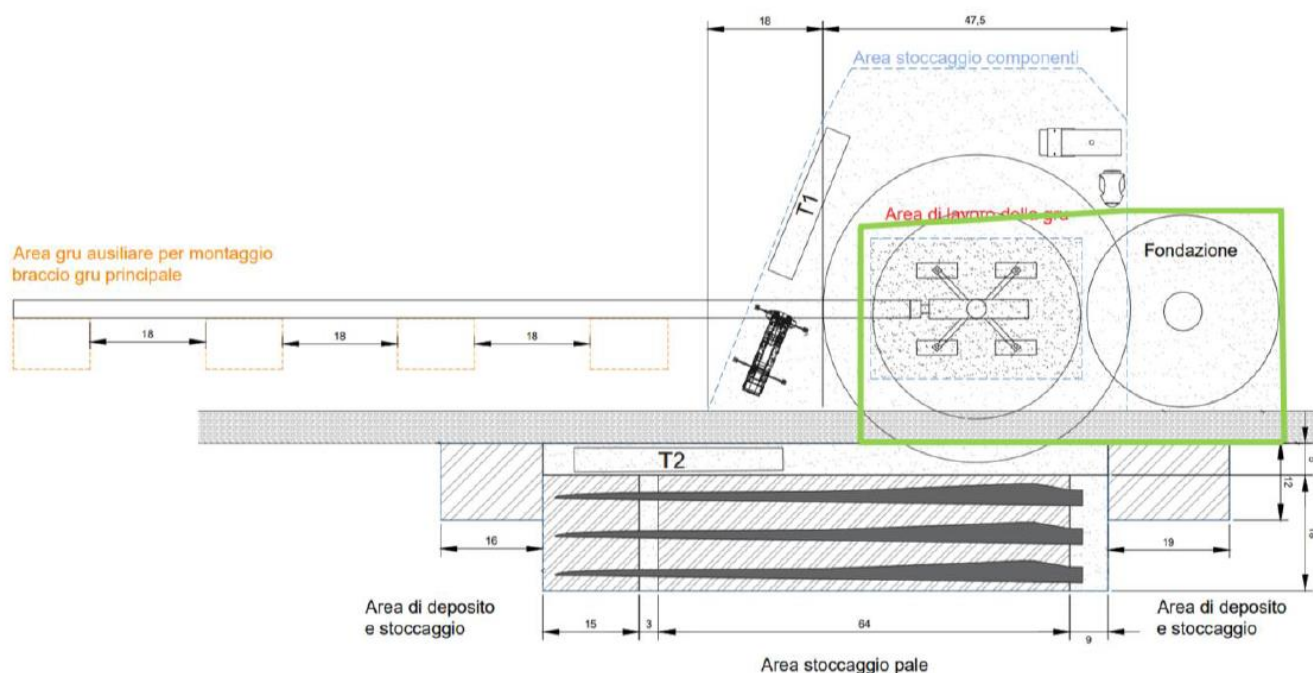 18
47,5
Area stoccaggio componenti
T1
Area di lavoro della gru
Fondazione
Area gru ausiliare per montaggio
braccio gru principale
18
18
18
T2
12
16
19
Area di deposito
e stoccaggio
15
3
64
9
Area di deposito
e stoccaggio
Area stoccaggio pale